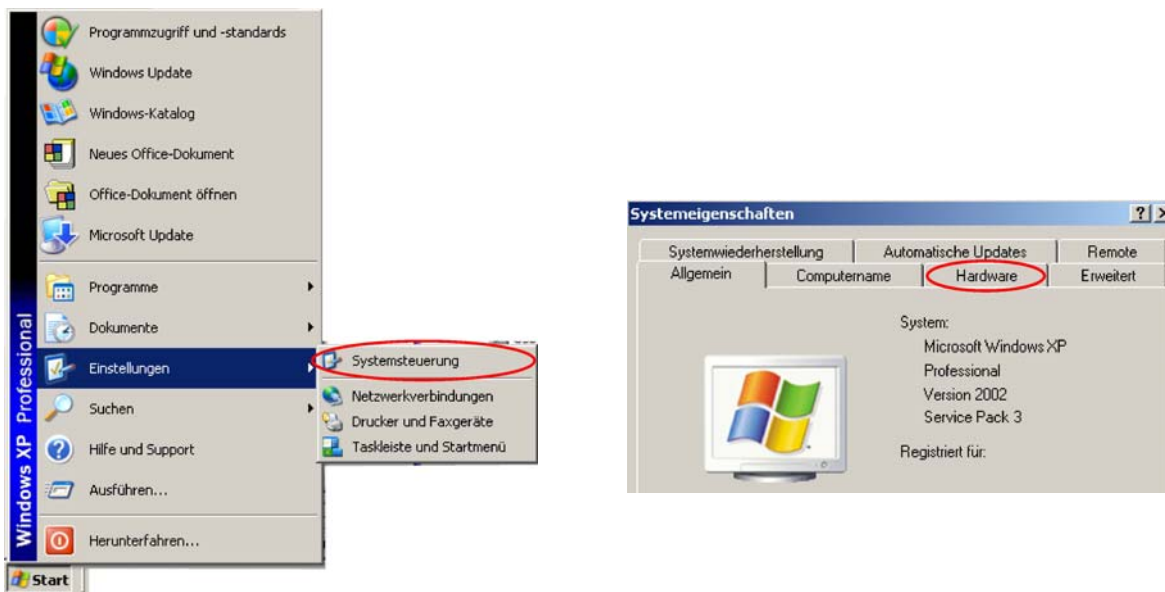 Programmzugriff und -standards
Windows Update
Windows-Katalog
Neues Office-Dokument
Office-Dokument öffnen
Microsoft Update
Programme
Dokumente
Einstellungen
Suchen
Hilfe und Support
Ausführen...
Herunterfahren...
Windows XP Professional
Start
Systemsteuerung
Netzwerkverbindungen
Drucker und Faxgeräte
Taskleiste und Startmenü
Systemeigenschaften
Systemwiederherstellung Automatische Updates Remote
Allgemein Computername Hardware Erweitert
System:
Microsoft Windows XP
Professional
Version 2002
Service Pack 3
Registriert für: